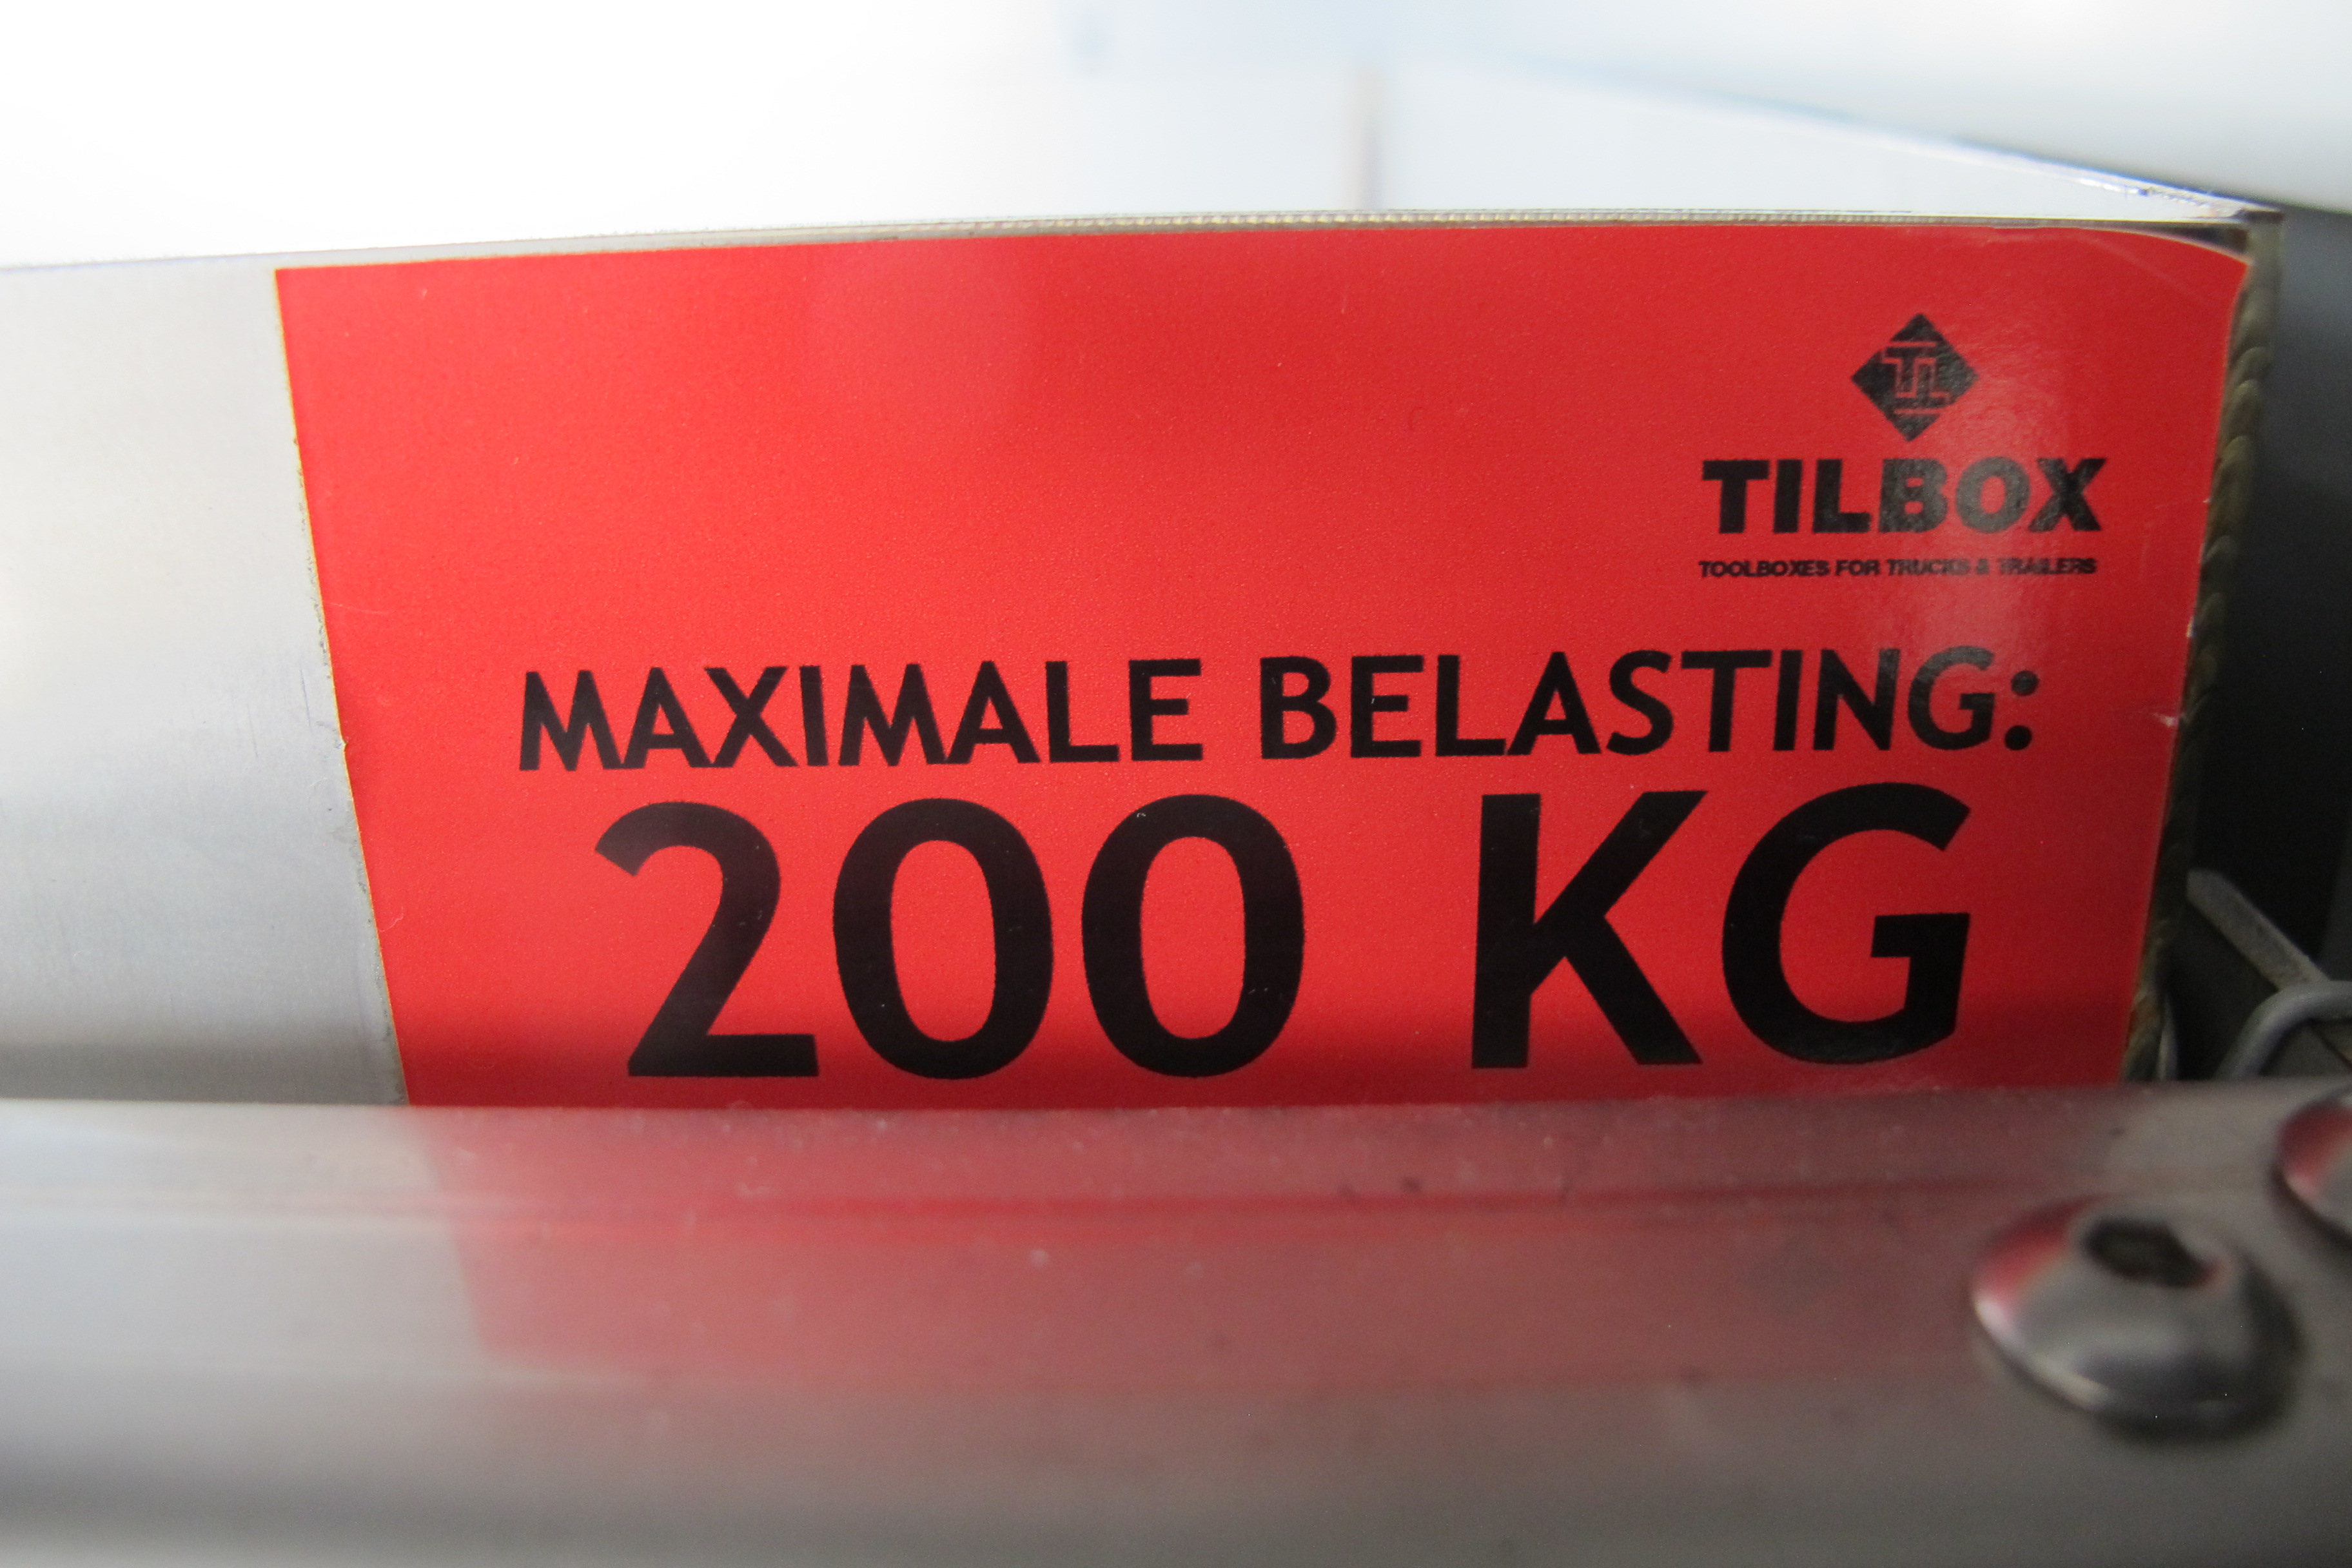 TILBOX
TOOLBOXES FOR TRUCKS & TRAILERS
MAXIMALE BELASTING:
200 KG